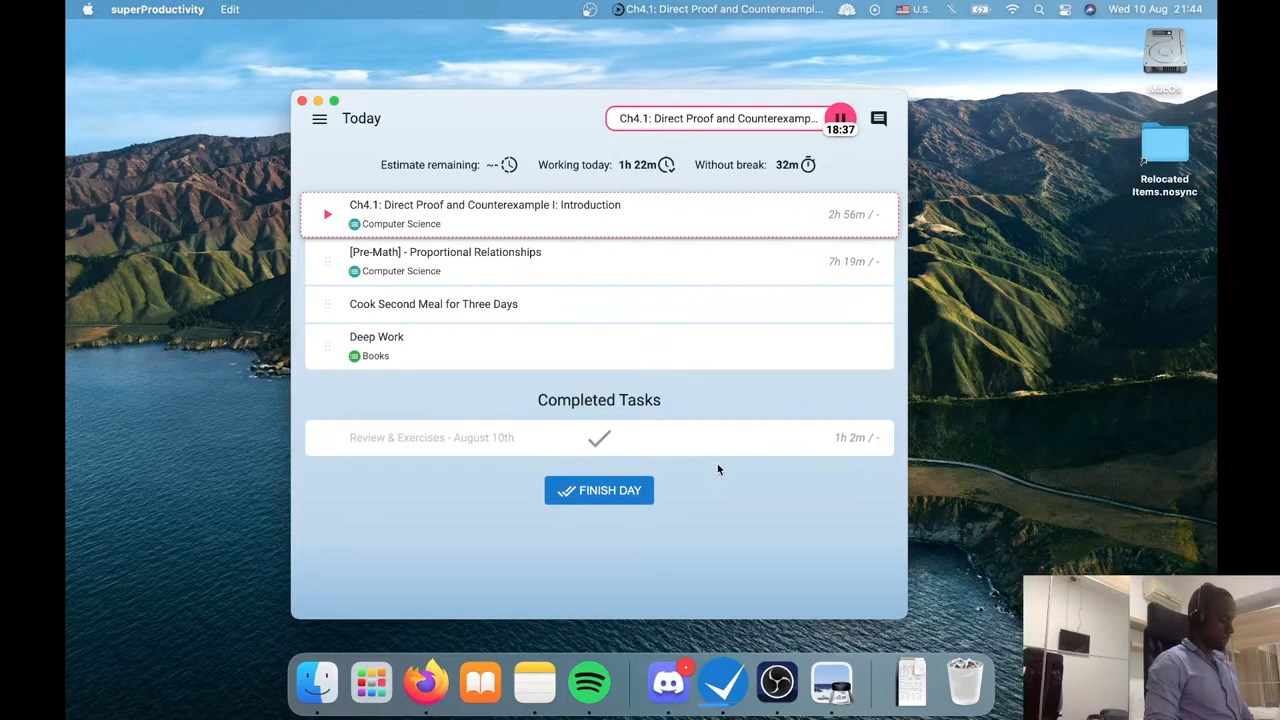 superProductivity Edit Ch4.1: Direct Proof and Counterexampl... U.S. Wed 10 Aug 21:44
MacOs
Today
Ch4.1: Direct Proof and Counterexamp...
18:37
Estimate remaining: ~- Working today: 1h 22m Without break: 32m
Ch4.1: Direct Proof and Counterexample I: Introduction
Computer Science
2h 56m / -
[Pre-Math] - Proportional Relationships
Computer Science
7h 19m / -
Cook Second Meal for Three Days
Deep Work
Books
Completed Tasks
Review & Exercises - August 10th
1h 2m / -
FINISH DAY
Relocated
Items.nosync